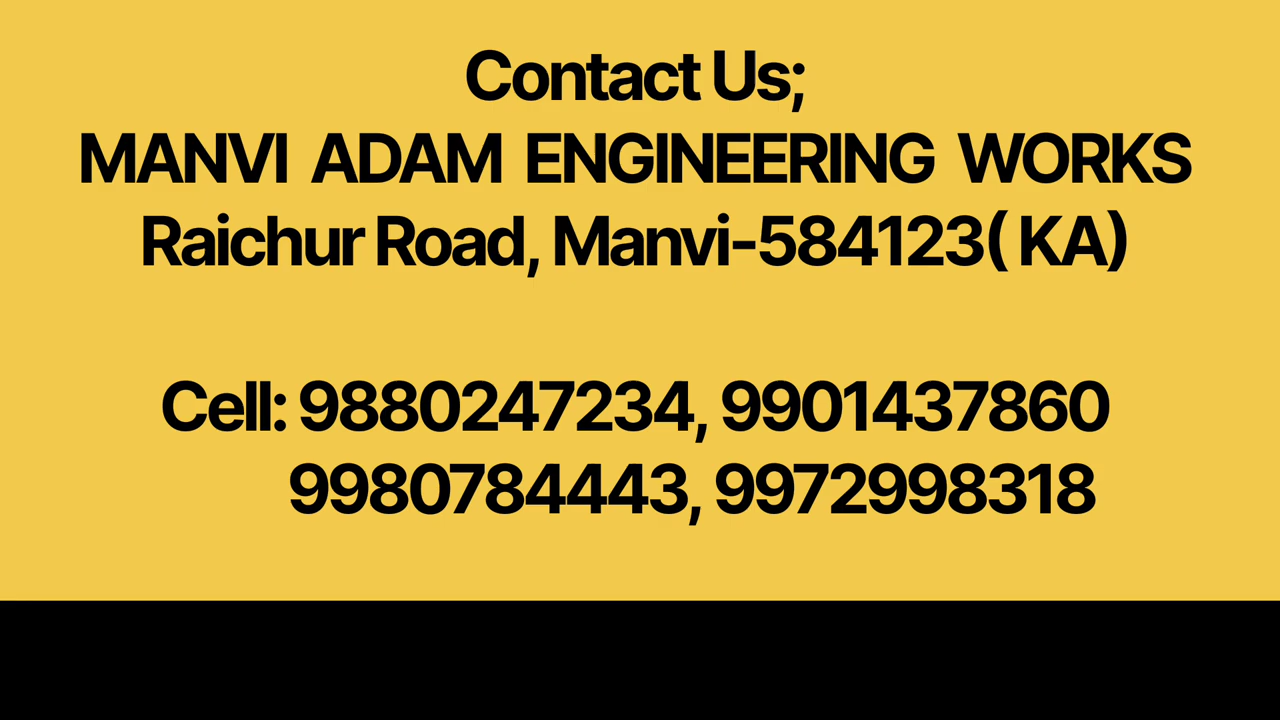 Contact Us;
MANVI ADAM ENGINEERING WORKS
Raichur Road, Manvi-584123( KA)
Cell: 9880247234, 9901437860
9980784443, 9972998318